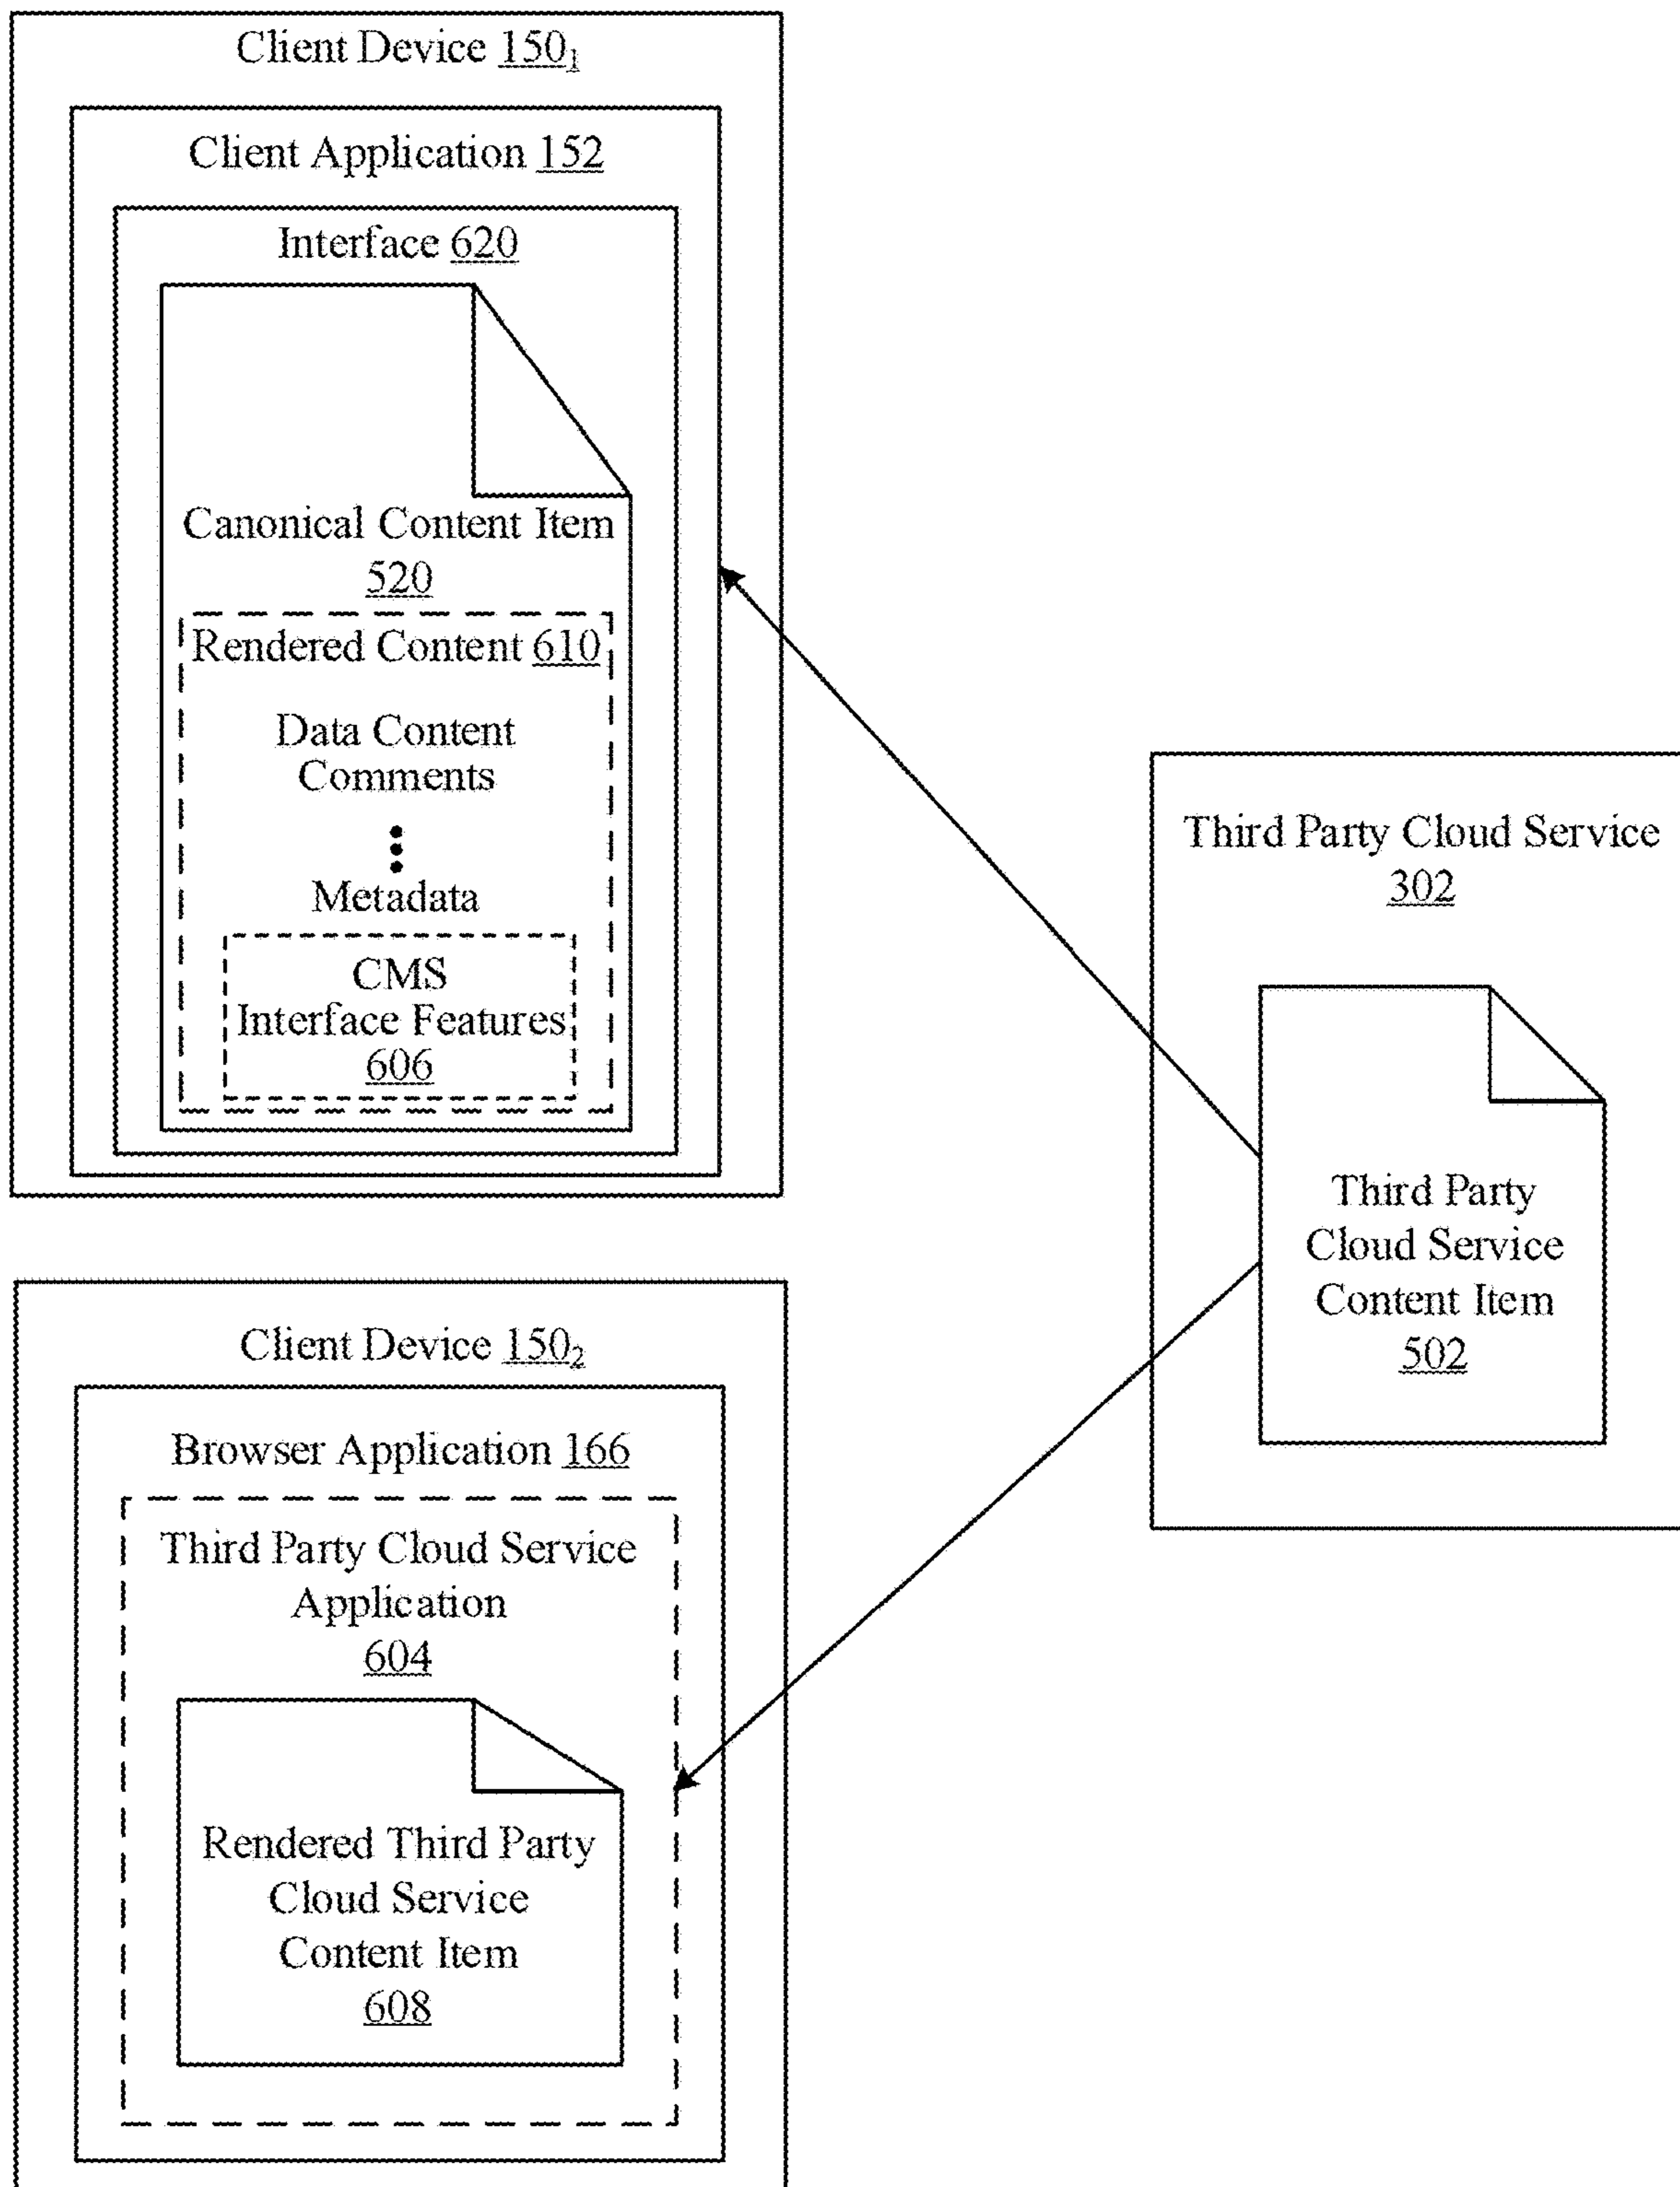 Client Device 150₁
Client Application 152
Interface 620
Canonical Content Item
520
Rendered Content 610
Data Content
Comments
Metadata
CMS
Interface Features
606
Third Party Cloud Service
302
Third Party
Cloud Service
Content Item
502
Client Device 150₂
Browser Application 166
Third Party Cloud Service
Application
604
Rendered Third Party
Cloud Service
Content Item
608